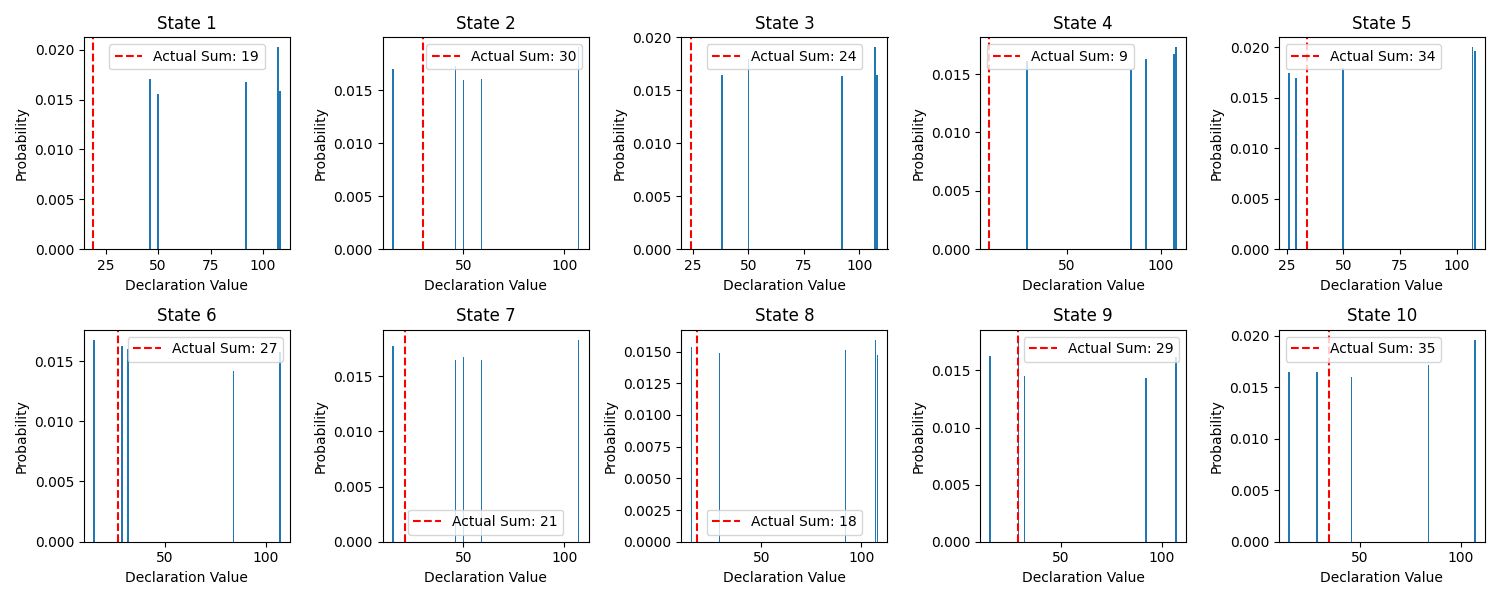 State 1
0.020
0.015
0.010
0.005
0.000
Probability
Actual Sum: 19
25 50 75 100
Declaration Value
State 2
0.015
0.010
0.005
0.000
Probability
Actual Sum: 30
50 100
Declaration Value
State 3
0.020
0.015
0.010
0.005
0.000
Probability
Actual Sum: 24
25 50 75 100
Declaration Value
State 4
0.015
0.010
0.005
0.000
Probability
Actual Sum: 9
50 100
Declaration Value
State 5
0.020
0.015
0.010
0.005
0.000
Probability
Actual Sum: 34
25 50 75 100
Declaration Value
State 6
0.015
0.010
0.005
0.000
Probability
Actual Sum: 27
50 100
Declaration Value
State 7
0.015
0.010
0.005
0.000
Probability
Actual Sum: 21
50 100
Declaration Value
State 8
0.0150
0.0125
0.0100
0.0075
0.0050
0.0025
0.0000
Probability
Actual Sum: 18
50 100
Declaration Value
State 9
0.015
0.010
0.005
0.000
Probability
Actual Sum: 29
50 100
Declaration Value
State 10
0.020
0.015
0.010
0.005
0.000
Probability
Actual Sum: 35
50 100
Declaration Value